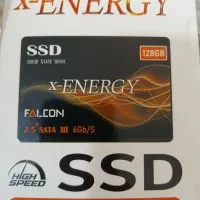 x-ENERGY
SSD
SOLID STATE DRIVE
128GB
x-ENERGY
FALCON
2.5 SATA III 6Gb/S
HIGH
SPEED
SSD